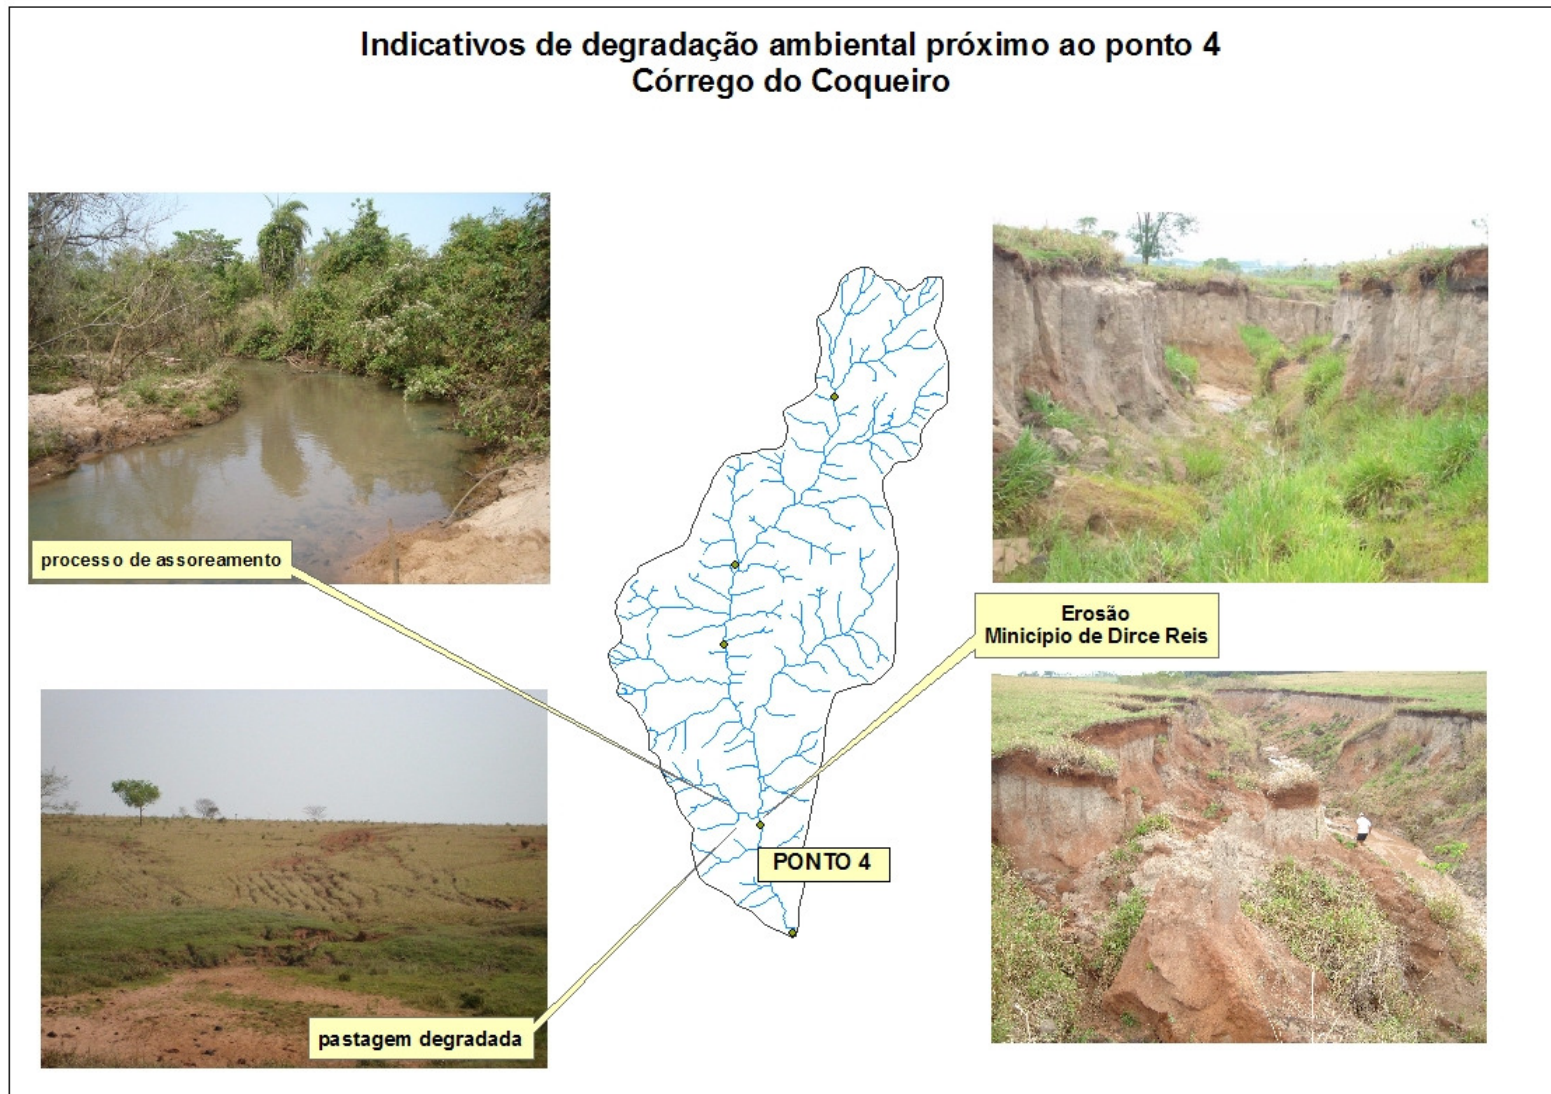 Indicativos de degradação ambiental próximo ao ponto 4
Córrego do Coqueiro
processo de assoreamento
Erosão
Minicípio de Dirce Reis
PONTO 4
pastagem degradada